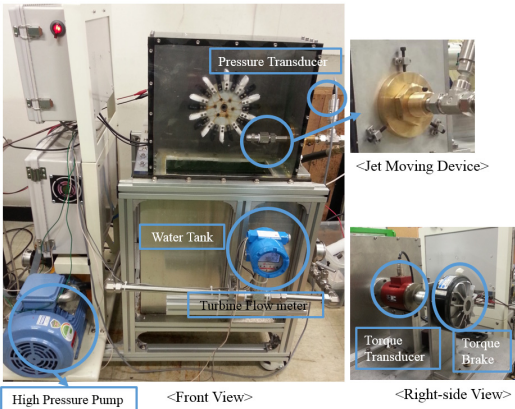 Pressure Transducer
<Jet Moving Device>
Water Tank
Turbine Flow meter
Torque
Transducer
Torque
Brake
High Pressure Pump
<Front View>
<Right-side View>